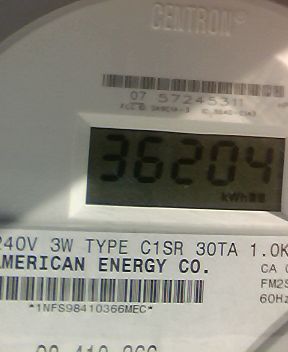 CENTRON
07 57245311
36204
kWh
240V 3W TYPE C1SR 30TA 1.0K
AMERICAN ENERGY CO.
CA
FM2S
60Hz
*1NFS98410366MEC*